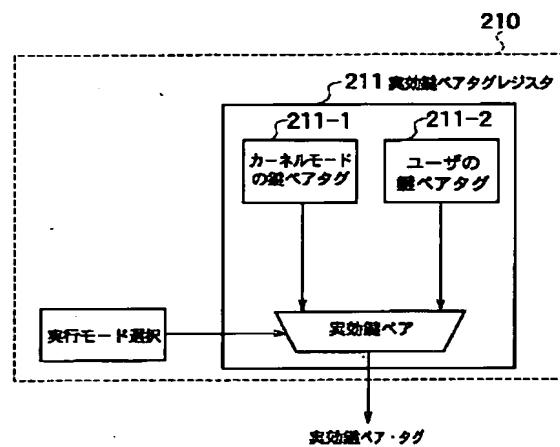 210
211 実効鍵ペアタグレジスタ
211-1
211-2
カーネルモード
の鍵ペアタグ
ユーザの
鍵ペアタグ
実行モード選択
実効鍵ペア
実効鍵ペア・タグ